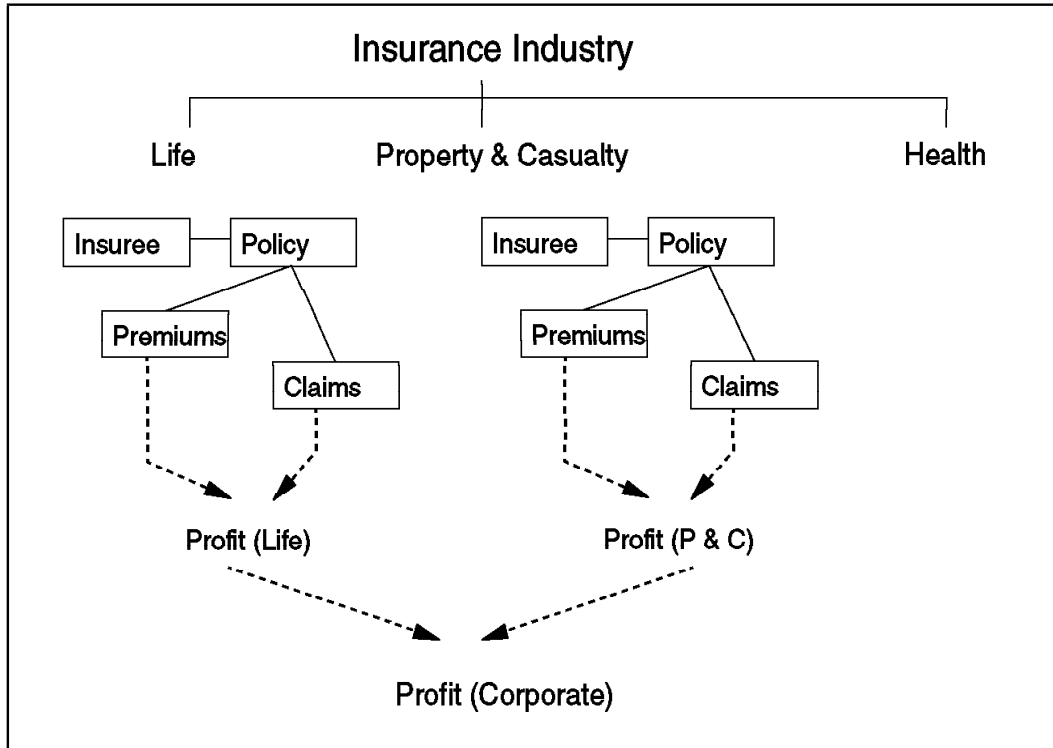 Insurance Industry
Life
Property & Casualty
Health
Insuree
Policy
Insuree
Policy
Premiums
Premiums
Claims
Claims
Profit (Life)
Profit (P & C)
Profit (Corporate)